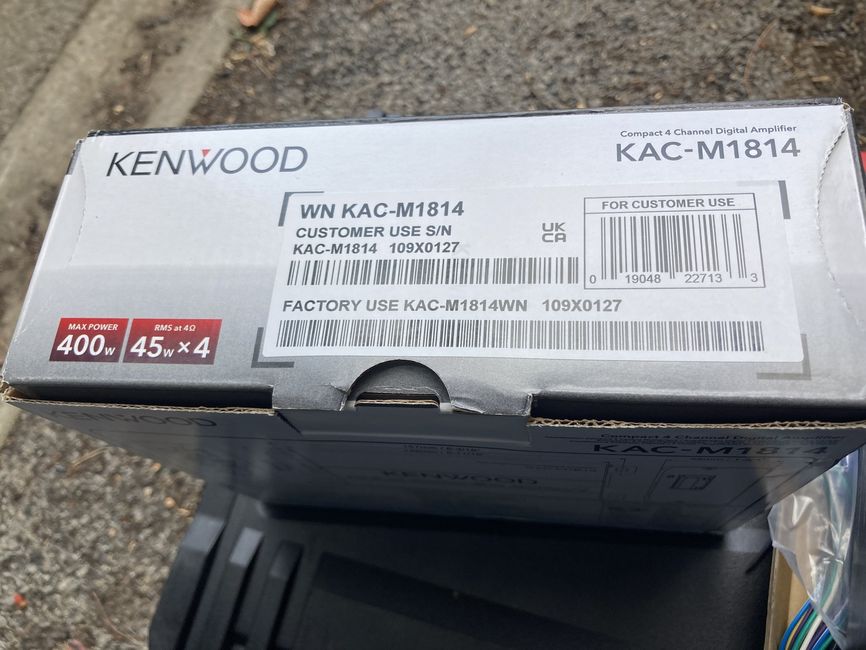 Compact 4 Channel Digital Amplifier
KENWOOD
KAC-M1814
WN KAC-M1814
CUSTOMER USE S/N
KAC-M1814 109X0127
UK
CA
FOR CUSTOMER USE
0 19048 22713 3
FACTORY USE KAC-M1814WN 109X0127
MAX POWER
400W
RMS at 4Ω
45W×4
KENWOOD
Compact 4 Channel Digital Amplifier
KAC-M1814
KENWOOD